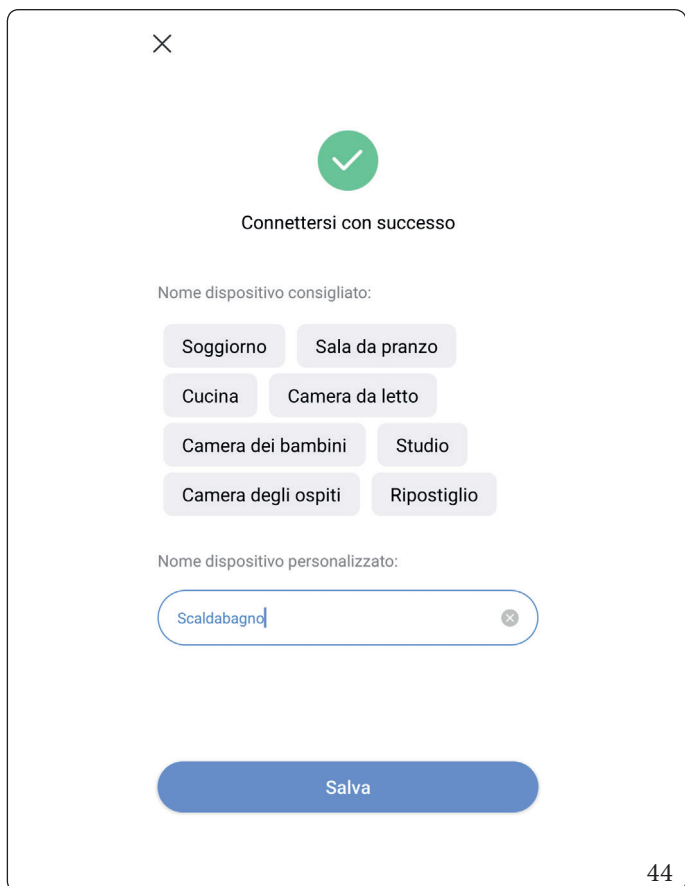 Connettersi con successo
Nome dispositivo consigliato:
Soggiorno Sala da pranzo
Cucina Camera da letto
Camera dei bambini Studio
Camera degli ospiti Ripostiglio
Nome dispositivo personalizzato:
Scaldabagno
Salva
44